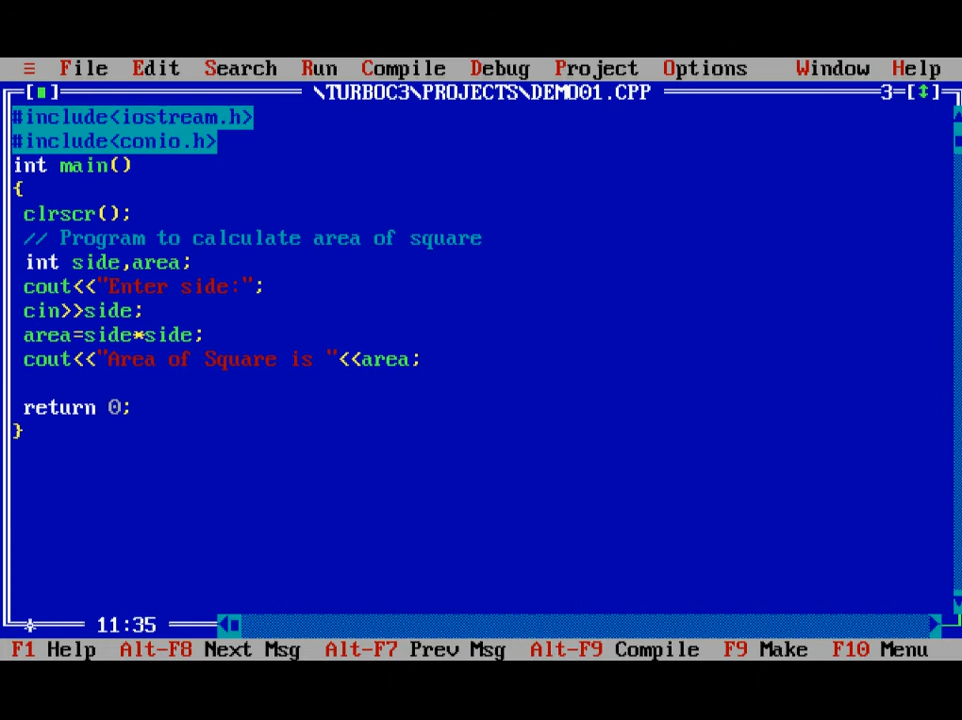 ≡ File Edit Search Run Compile Debug Project Options Window Help
[■] \TURBOC3\PROJECTS\DEMO01.CPP 3=[↕]
#include<iostream.h>
#include<conio.h>
int main()
{
clrscr();
// Program to calculate area of square
int side,area;
cout<<"Enter side:";
cin>>side;
area=side*side;
cout<<"Area of Square is "<<area;
return 0;
}
11:35
F1 Help Alt-F8 Next Msg Alt-F7 Prev Msg Alt-F9 Compile F9 Make F10 Menu